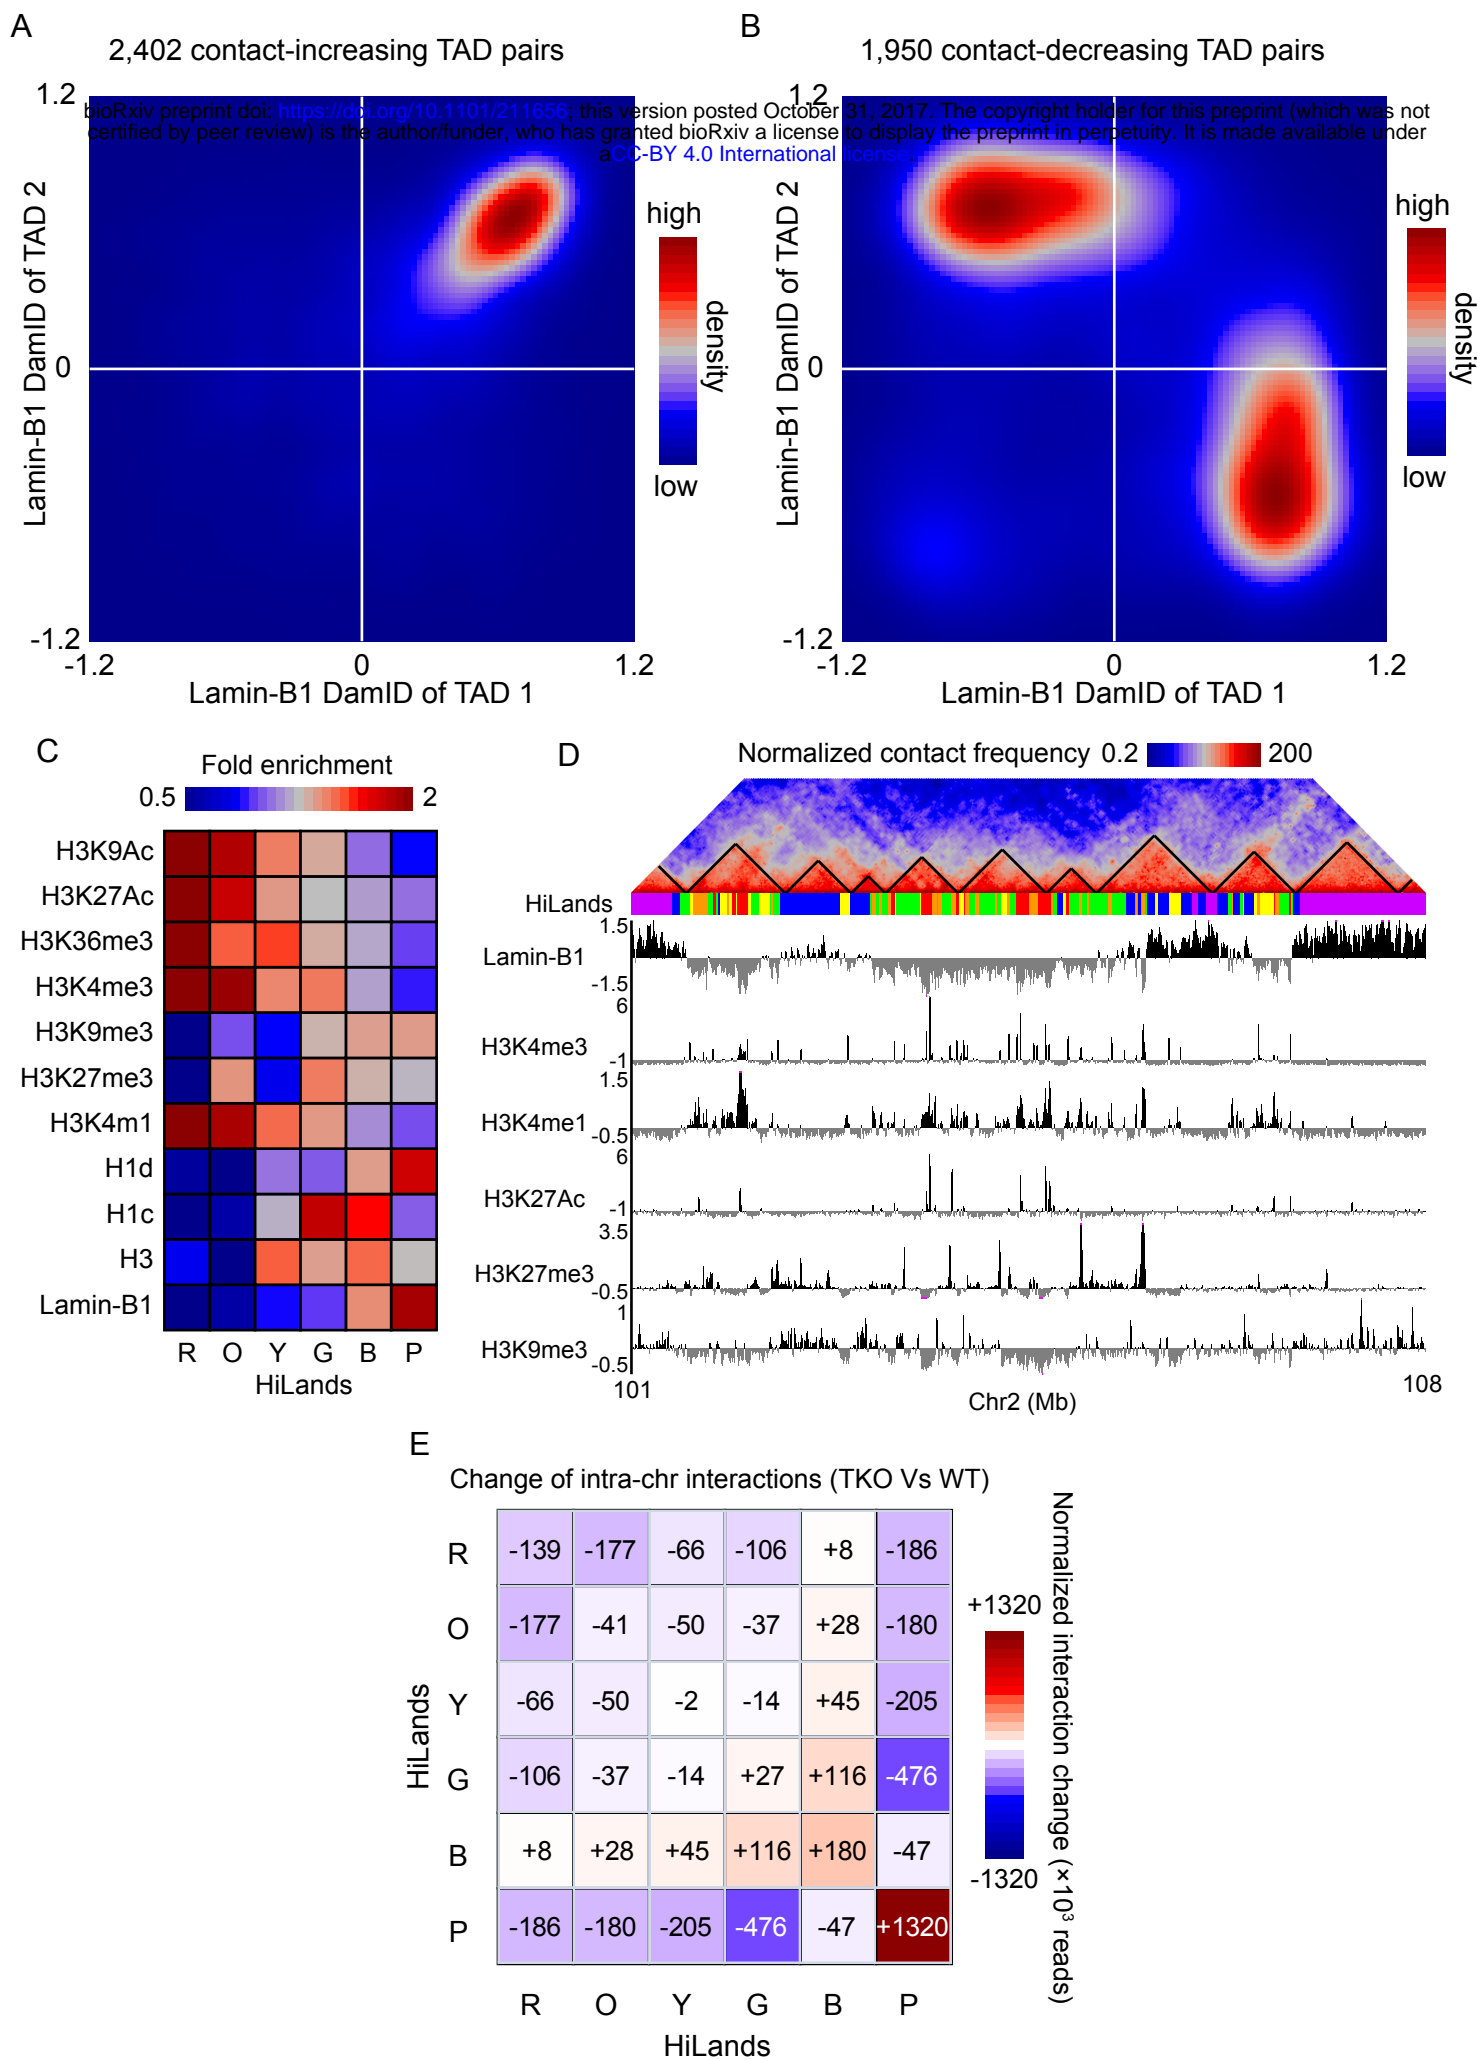 A
2,402 contact-increasing TAD pairs
B
1,950 contact-decreasing TAD pairs
bioRxiv preprint doi: https://doi.org/10.1101/211656; this version posted October 31, 2017. The copyright holder for this preprint (which was not
certified by peer review) is the author/funder, who has granted bioRxiv a license to display the preprint in perpetuity. It is made available under
aCC-BY 4.0 International license.
1.2
0
-1.2
Lamin-B1 DamID of TAD 2
-1.2
0
1.2
Lamin-B1 DamID of TAD 1
high
density
low
1.2
0
-1.2
Lamin-B1 DamID of TAD 2
-1.2
0
1.2
Lamin-B1 DamID of TAD 1
high
density
low
C
Fold enrichment
0.5
2
H3K9Ac
H3K27Ac
H3K36me3
H3K4me3
H3K9me3
H3K27me3
H3K4m1
H1d
H1c
H3
Lamin-B1
R O Y G B P
HiLands
D
Normalized contact frequency 0.2 200
HiLands
1.5
Lamin-B1
-1.5
6
H3K4me3
-1
1.5
H3K4me1
-0.5
6
H3K27Ac
-1
3.5
H3K27me3
-0.5
1
H3K9me3
-0.5
101
108
Chr2 (Mb)
E
Change of intra-chr interactions (TKO Vs WT)
R -139 -177 -66 -106 +8 -186
O -177 -41 -50 -37 +28 -180
Y -66 -50 -2 -14 +45 -205
G -106 -37 -14 +27 +116 -476
B +8 +28 +45 +116 +180 -47
P -186 -180 -205 -476 -47 +1320
R O Y G B P
HiLands
HiLands
+1320
-1320
Normalized interaction change (×10³ reads)